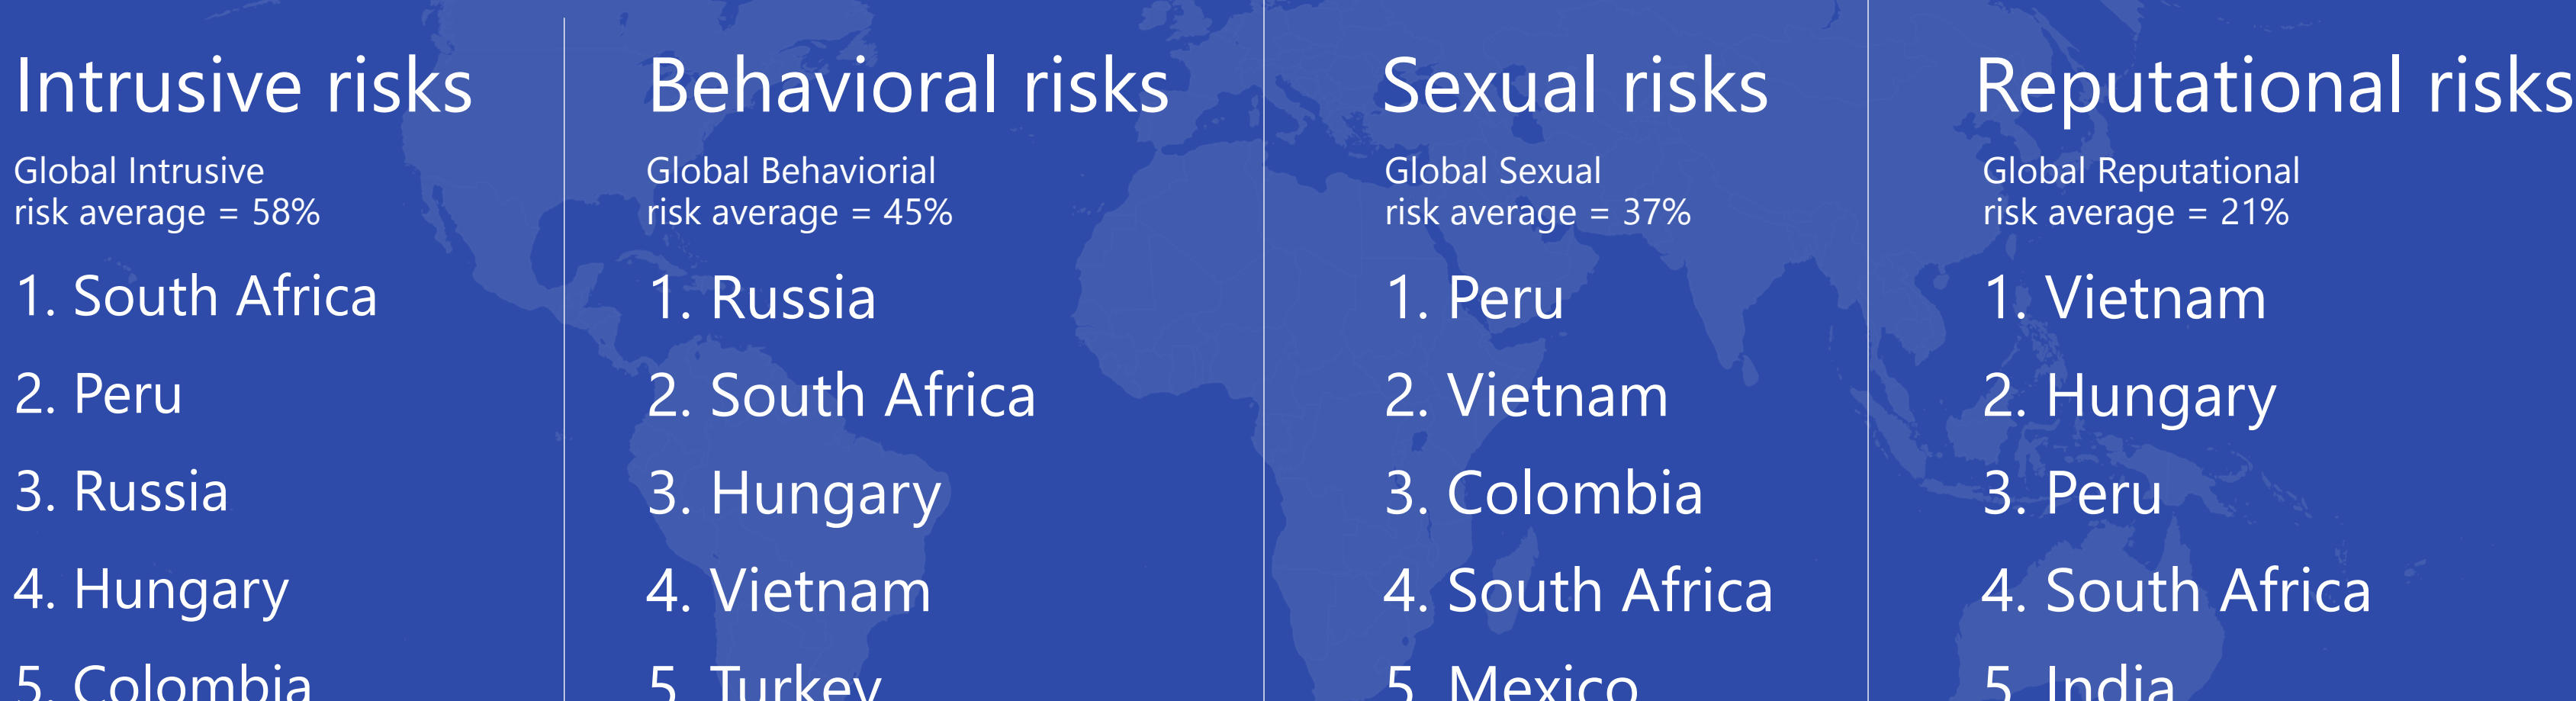 Intrusive risks
Global Intrusive
risk average = 58%
1. South Africa
2. Peru
3. Russia
4. Hungary
5. Colombia
Behavioral risks
Global Behaviorial
risk average = 45%
1. Russia
2. South Africa
3. Hungary
4. Vietnam
5. Turkey
Sexual risks
Global Sexual
risk average = 37%
1. Peru
2. Vietnam
3. Colombia
4. South Africa
5. Mexico
Reputational risks
Global Reputational
risk average = 21%
1. Vietnam
2. Hungary
3. Peru
4. South Africa
5. India